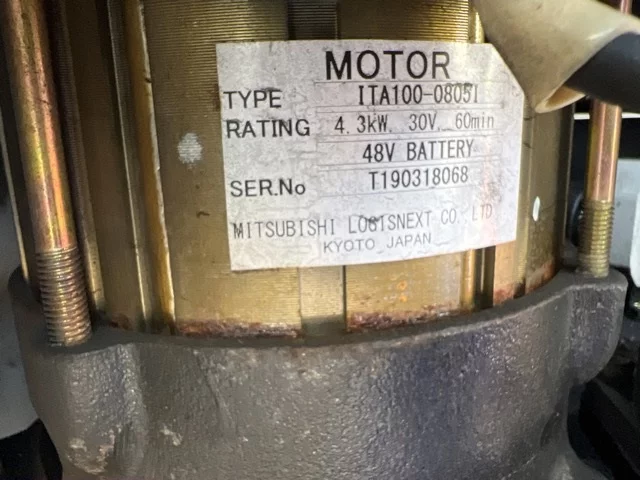 MOTOR
TYPE ITA100-08051
RATING 4.3kW, 30V, 60min
48V BATTERY
SER.No T190318068
MITSUBISHI LOGISNEXT CO. LTD
KYOTO JAPAN